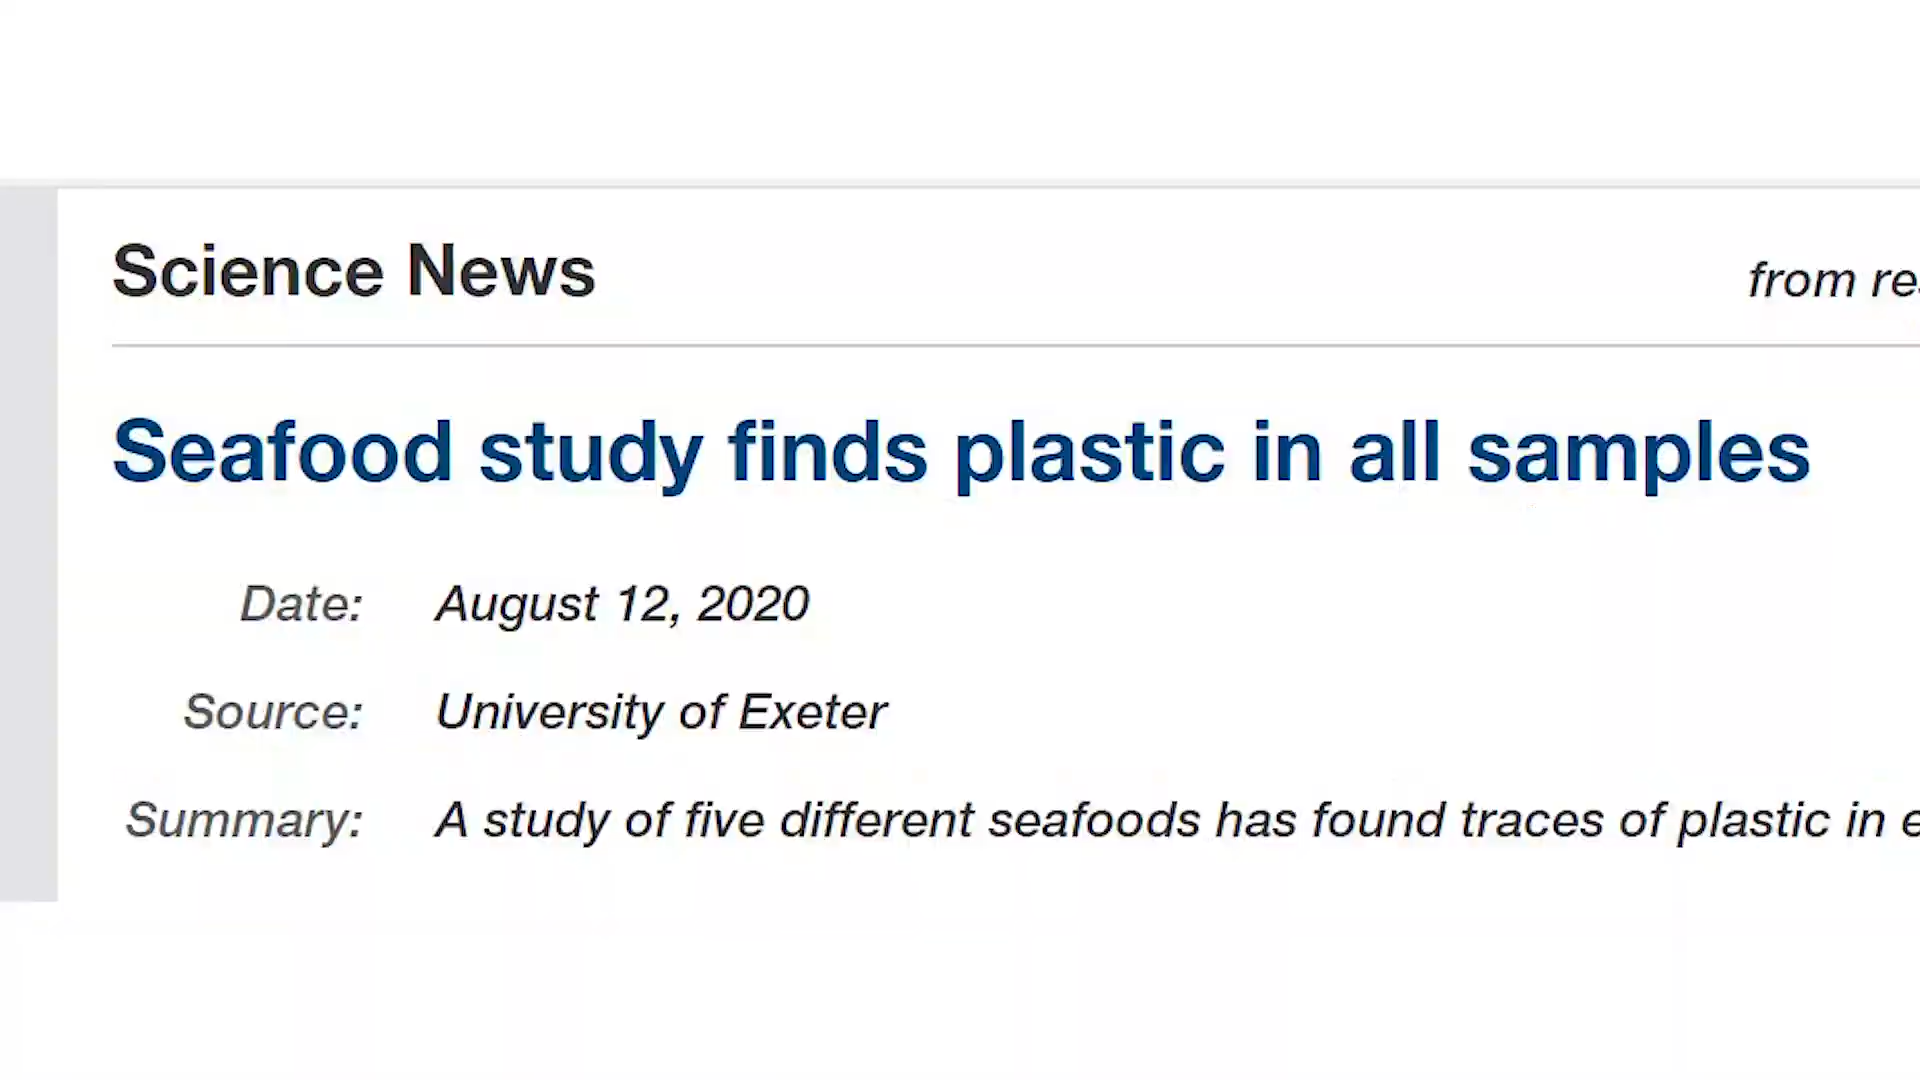 Science News
from
Seafood study finds plastic in all samples
Date: August 12, 2020
Source: University of Exeter
Summary: A study of five different seafoods has found traces of plastic in